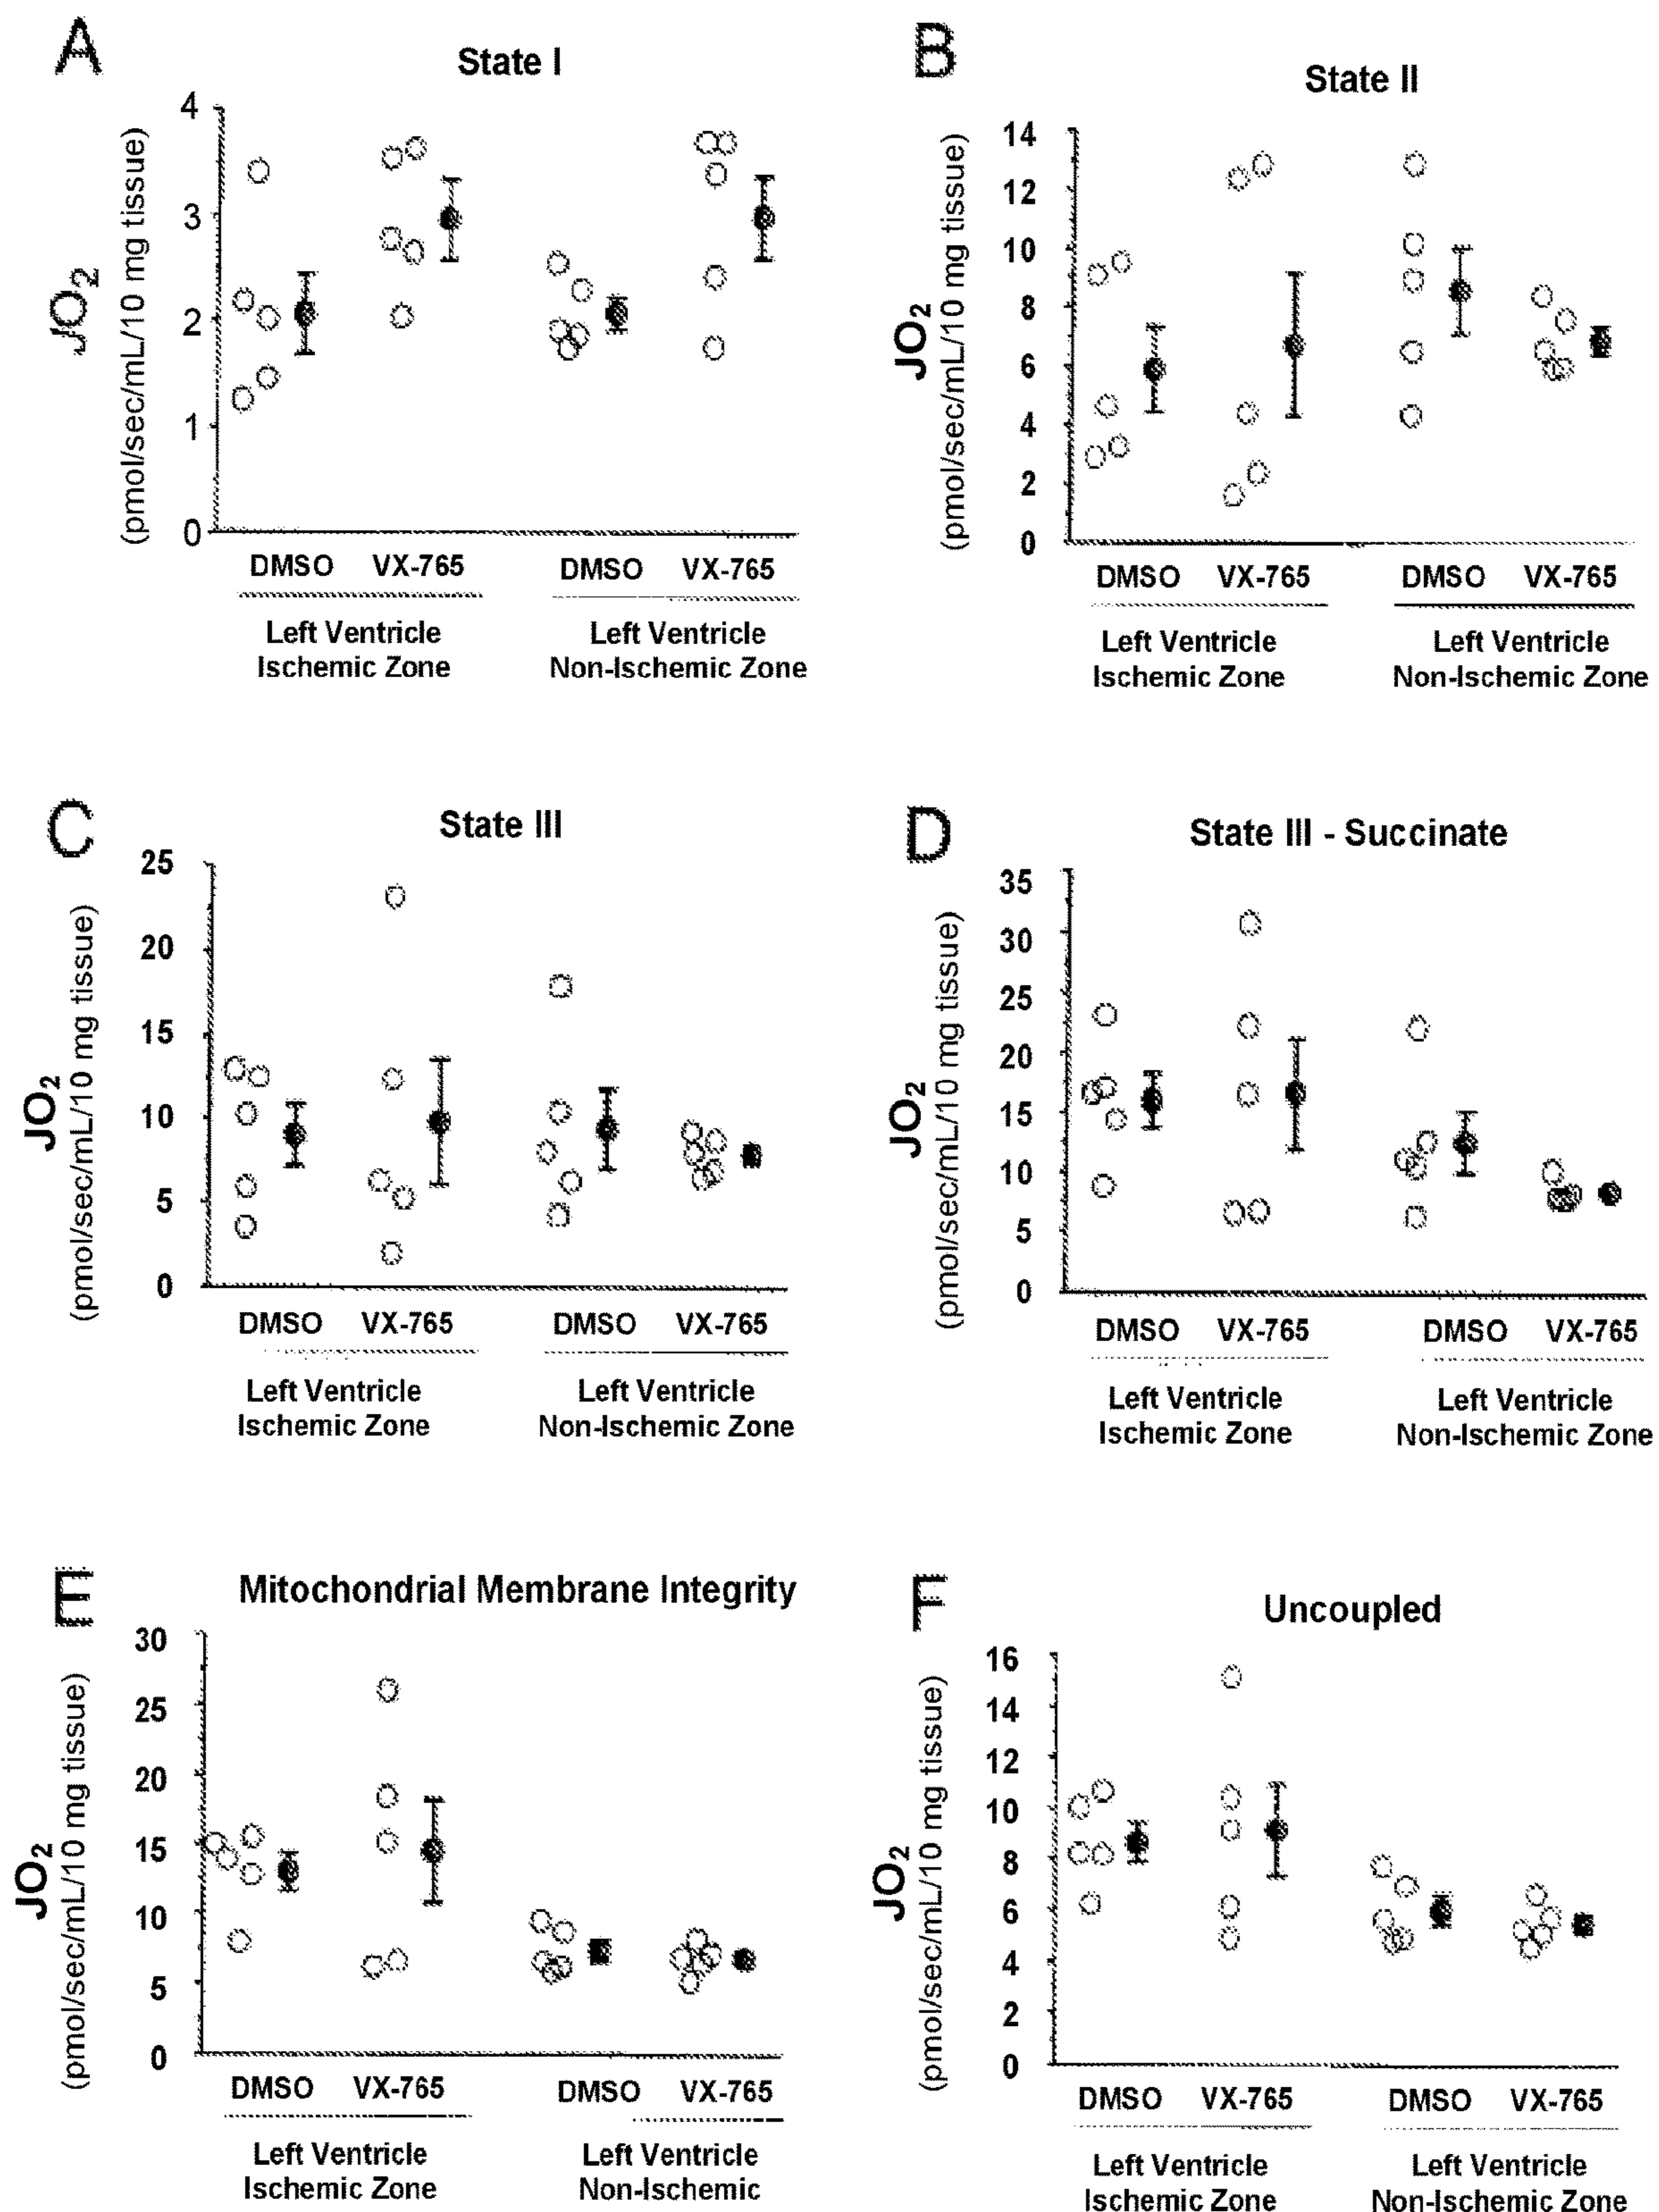 A
State I
JO2
(pmol/sec/mL/10 mg tissue)
4
3
2
1
0
DMSO VX-765 DMSO VX-765
Left Ventricle
Ischemic Zone
Left Ventricle
Non-Ischemic Zone
B
State II
JO2
(pmol/sec/mL/10 mg tissue)
14
12
10
8
6
4
2
0
DMSO VX-765 DMSO VX-765
Left Ventricle
Ischemic Zone
Left Ventricle
Non-Ischemic Zone
C
State III
JO2
(pmol/sec/mL/10 mg tissue)
25
20
15
10
5
0
DMSO VX-765 DMSO VX-765
Left Ventricle
Ischemic Zone
Left Ventricle
Non-Ischemic Zone
D
State III - Succinate
JO2
(pmol/sec/mL/10 mg tissue)
35
30
25
20
15
10
5
0
DMSO VX-765 DMSO VX-765
Left Ventricle
Ischemic Zone
Left Ventricle
Non-Ischemic Zone
E
Mitochondrial Membrane Integrity
JO2
(pmol/sec/mL/10 mg tissue)
30
25
20
15
10
5
0
DMSO VX-765 DMSO VX-765
Left Ventricle
Ischemic Zone
Left Ventricle
Non-Ischemic
F
Uncoupled
JO2
(pmol/sec/mL/10 mg tissue)
16
14
12
10
8
6
4
2
0
DMSO VX-765 DMSO VX-765
Left Ventricle
Ischemic Zone
Left Ventricle
Non-Ischemic Zone